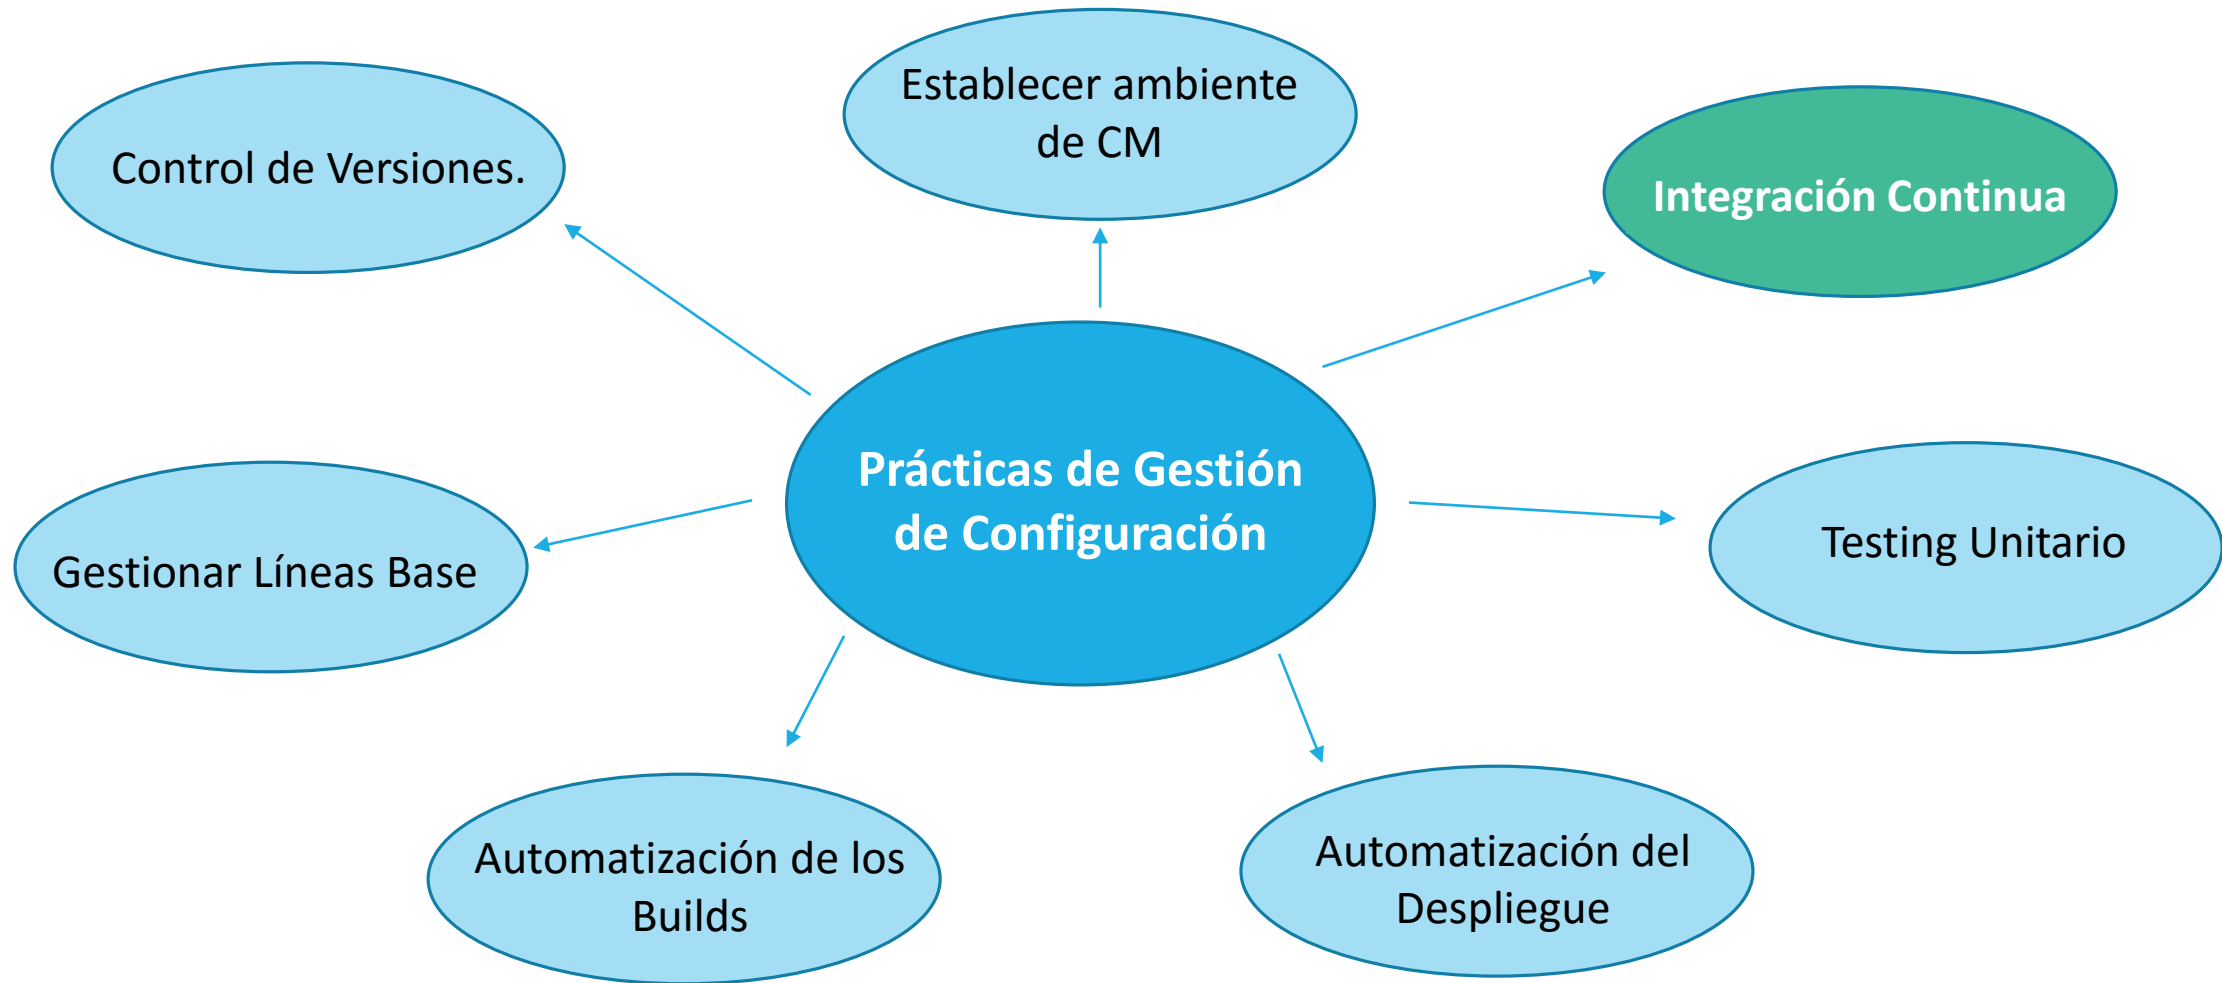 Establecer ambiente
de CM
Control de Versiones.
Integración Continua
Prácticas de Gestión
de Configuración
Testing Unitario
Gestionar Líneas Base
Automatización de los
Builds
Automatización del
Despliegue